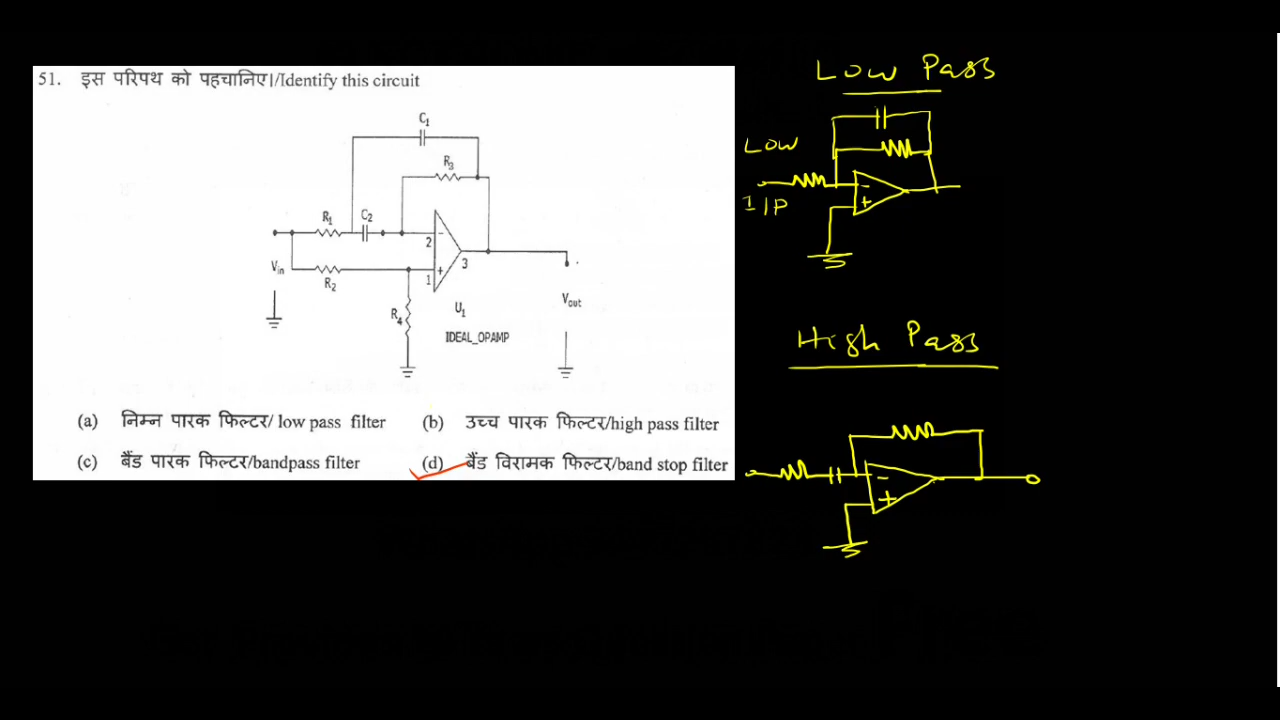 51. इस परिपथ को पहचानिए।/Identify this circuit
C1
R3
R1 C2
2
Vin
R2
1
3
R4
U1
Vout
IDEAL_OPAMP
(a) निम्न पारक फिल्टर/ low pass filter (b) उच्च पारक फिल्टर/high pass filter
(c) बैंड पारक फिल्टर/bandpass filter (d) बैंड विरामक फिल्टर/band stop filter
Low Pass
LOW
I/P
High Pass